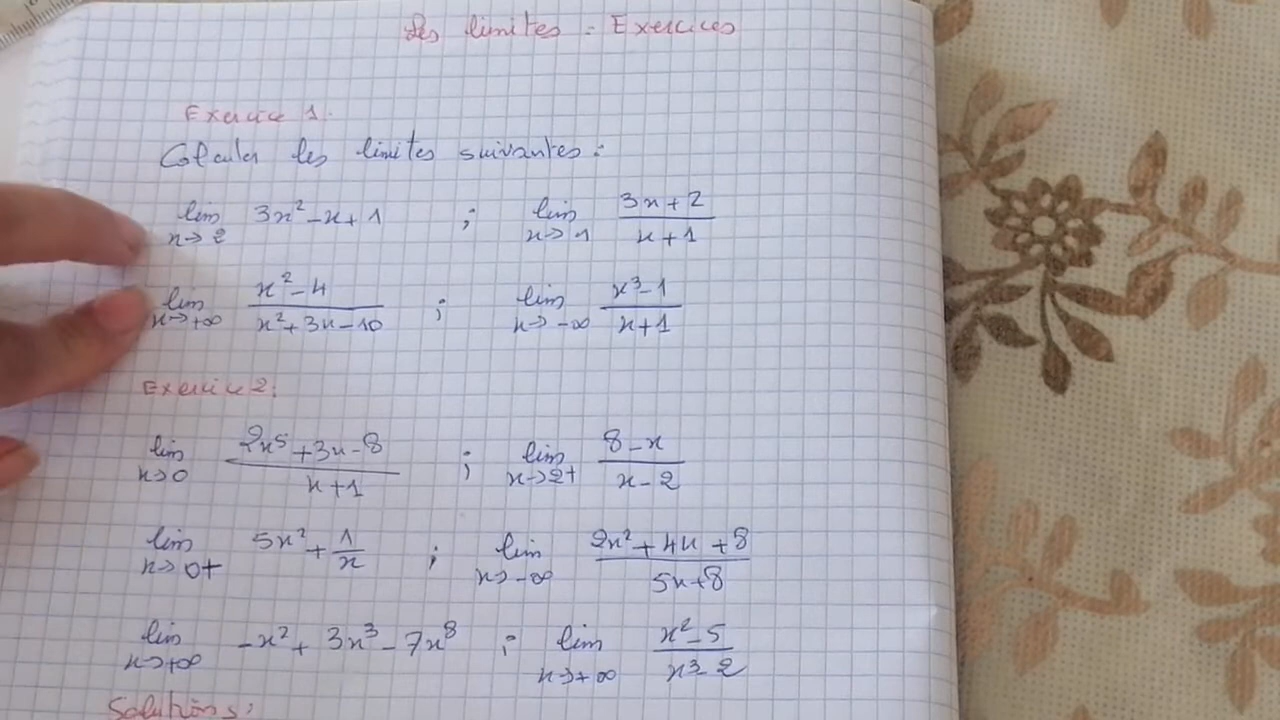 Les limites : Exercices
Exercice 1:
Calculer les limites suivantes :
lim x→2 3x² - x + 1 ; lim x→1 (3x+2)/(x+1)
lim x→+∞ (x²-4)/(x²+3x-10) ; lim x→-∞ (x³-1)/(x+1)
Exercice 2:
lim x→0 (2x⁵+3x-8)/(x+1) ; lim x→2+ (8-x)/(x-2)
lim x→0+ 5x² + 1/x ; lim x→-∞ (2x²+4x+8)/(5x+8)
lim x→+∞ -x² + 3x³ - 7x⁸ ; lim x→+∞ (x²-5)/(x³-2)
Solutions: